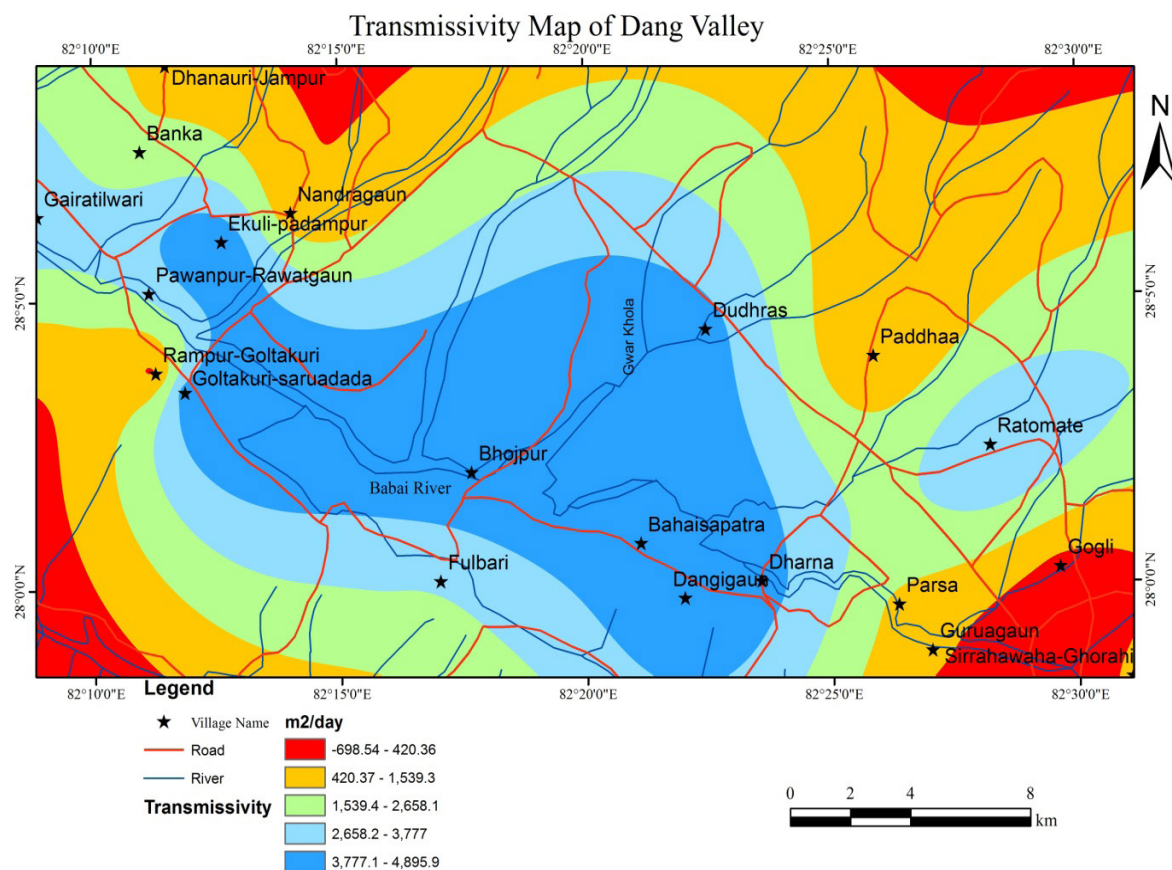 Transmissivity Map of Dang Valley
82°10'0"E 82°15'0"E 82°20'0"E 82°25'0"E 82°30'0"E
N
Dhanauri-Jampur
Banka
Gairatilwari
Nandragaun
Ekuli-padampur
Pawanpur-Rawatgaun
28°5'0"N
28°5'0"N
Dudhras
Gwar Khola
Paddhaa
Rampur-Goltakuri
Goltakuri-saruadada
Ratomate
Bhojpur
Babai River
Bahaisapatra
Gogli
Fulbari
Dharna
Dangigaun
28°0'0"N
28°0'0"N
Parsa
Guruagaun
Sirrahawaha-Ghorahi
82°10'0"E 82°15'0"E 82°20'0"E 82°25'0"E 82°30'0"E
Legend
Village Name
Road
River
Transmissivity
m2/day
-698.54 - 420.36
420.37 - 1,539.3
1,539.4 - 2,658.1
2,658.2 - 3,777
3,777.1 - 4,895.9
0 2 4 8
km